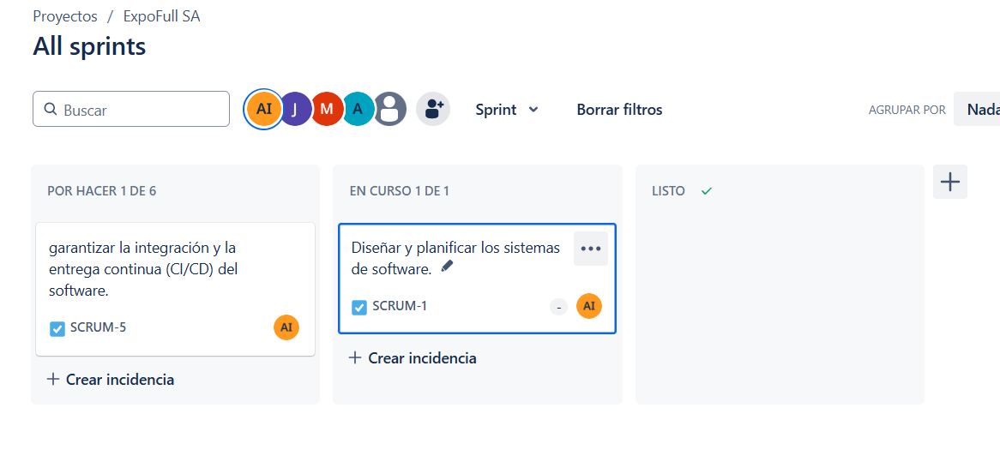 Proyectos / ExpoFull SA
All sprints
Buscar
AI J M A
Sprint
Borrar filtros
AGRUPAR POR
Nada
POR HACER 1 DE 6
garantizar la integración y la
entrega continua (CI/CD) del
software.
SCRUM-5
AI
+ Crear incidencia
EN CURSO 1 DE 1
Diseñar y planificar los sistemas
de software.
SCRUM-1
-
AI
+ Crear incidencia
LISTO